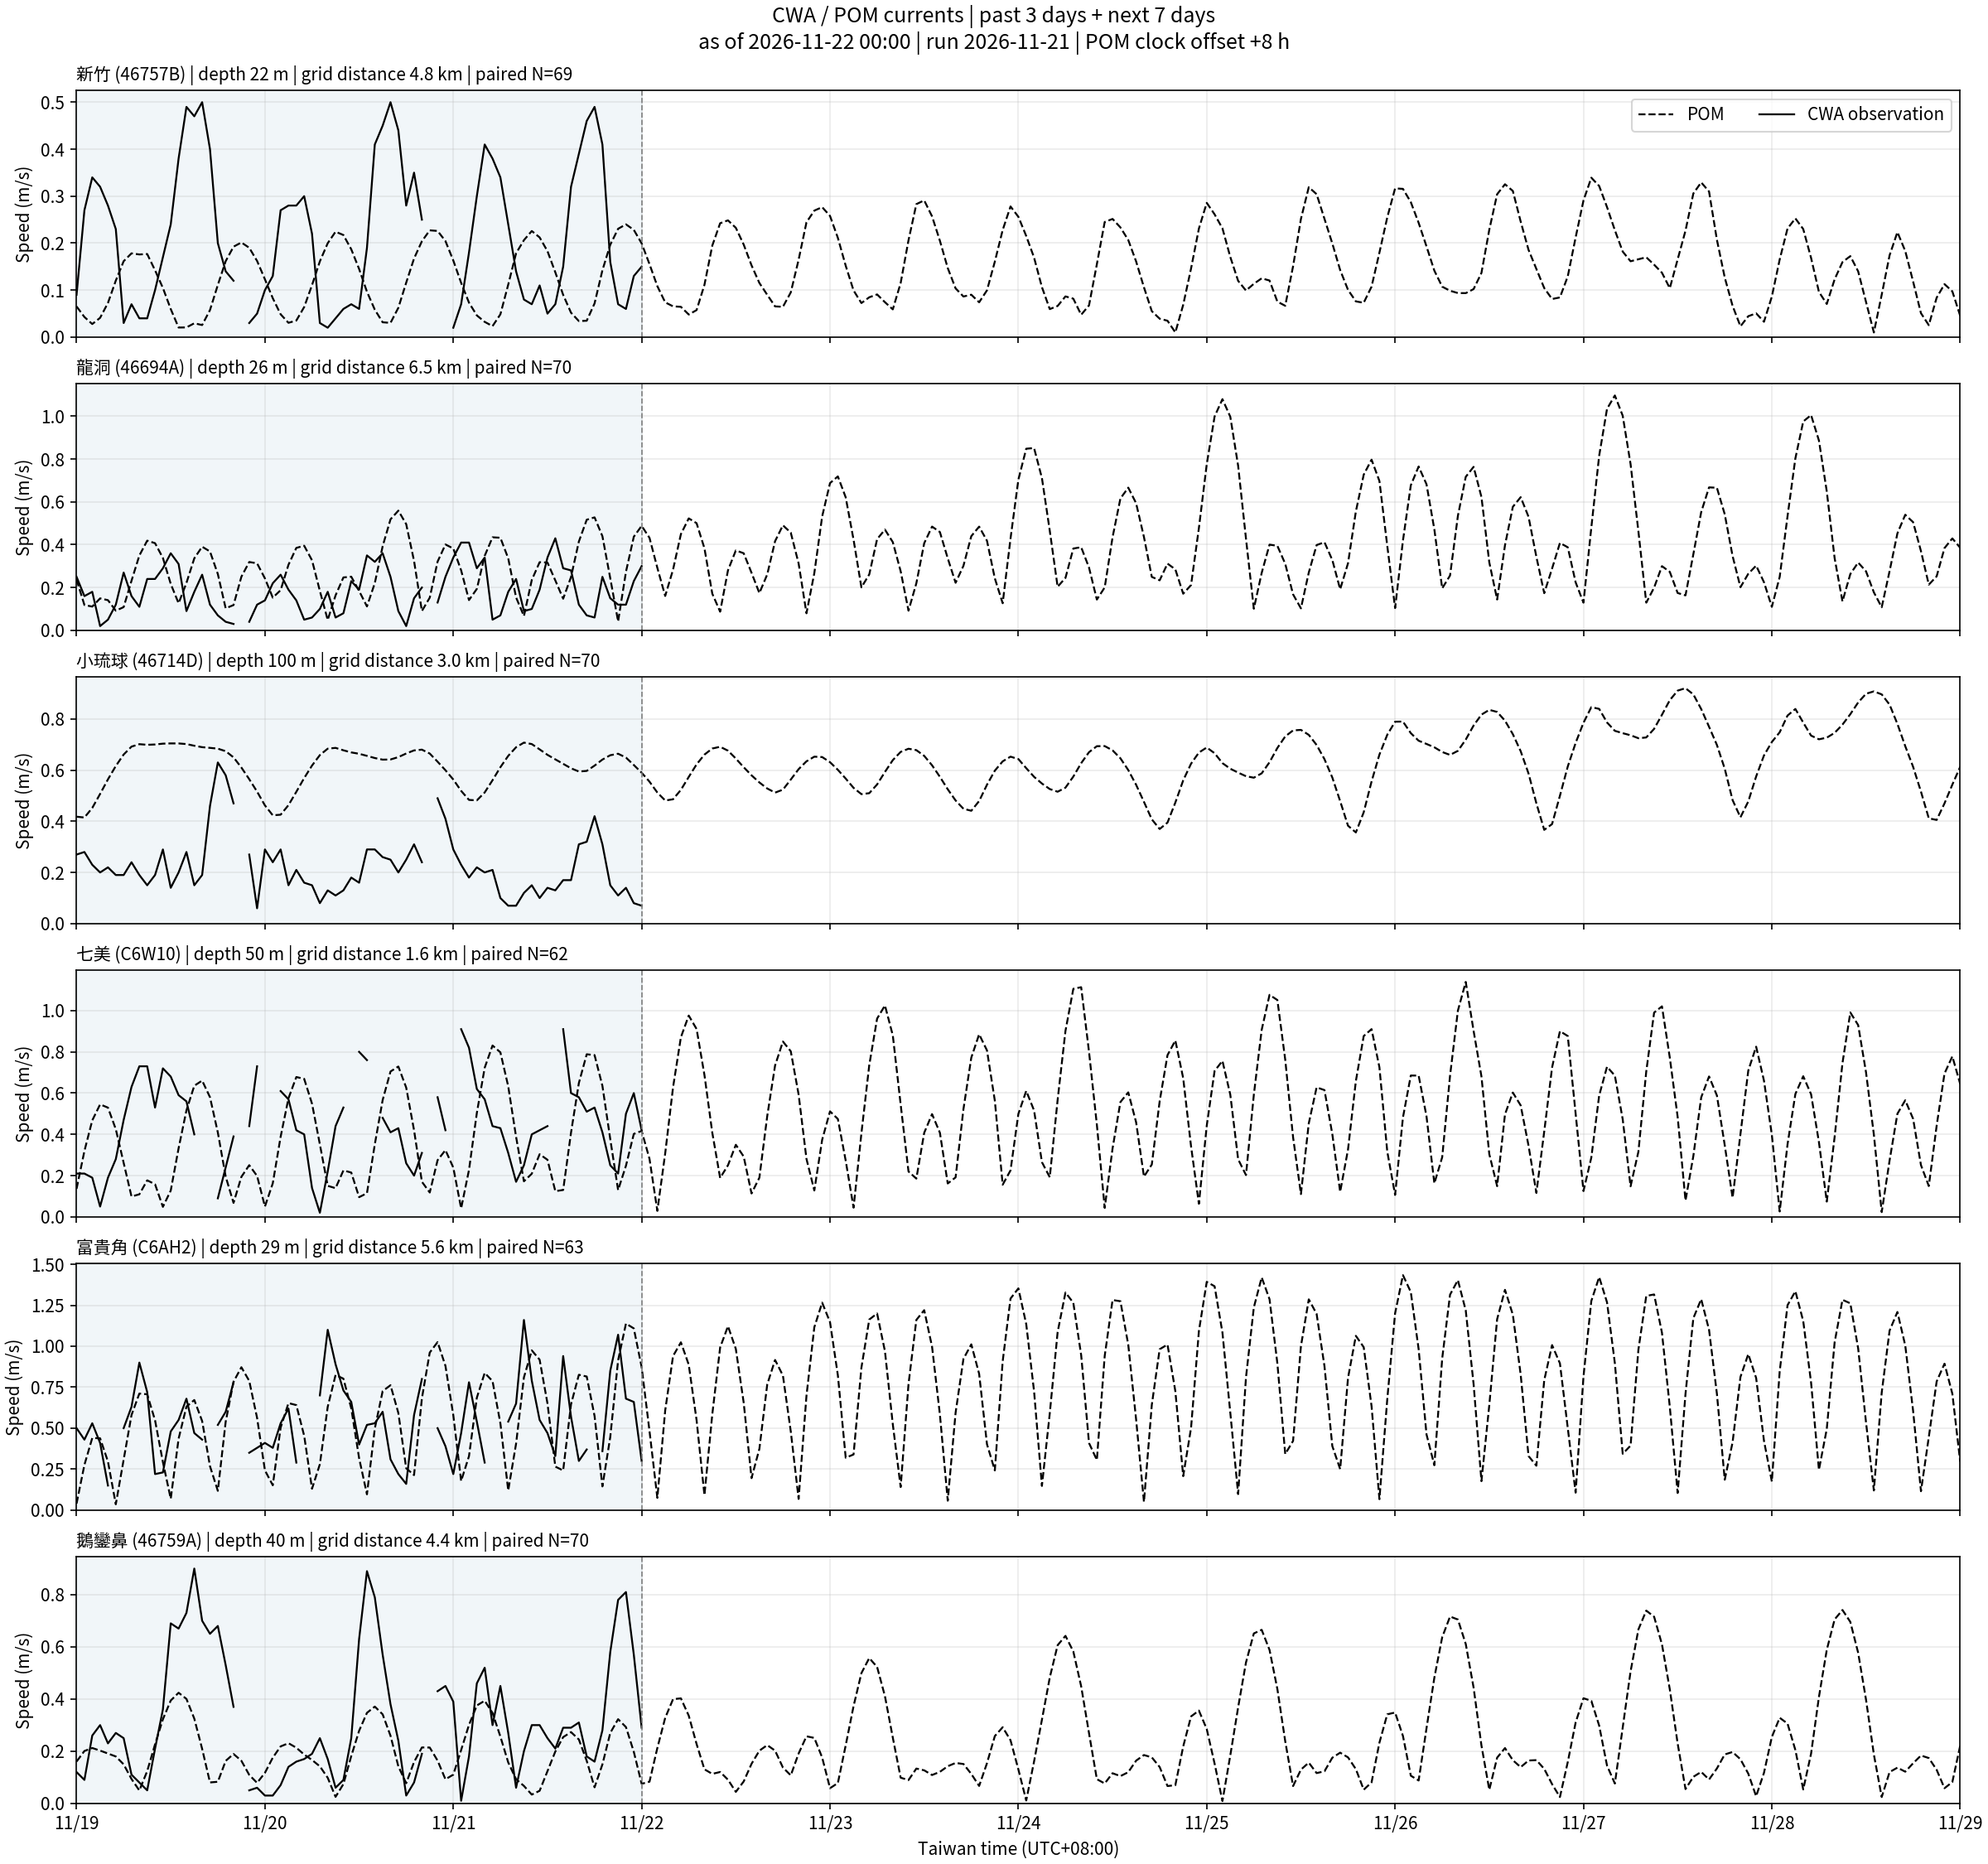 CWA / POM currents | past 3 days + next 7 days
as of 2026-11-22 00:00 | run 2026-11-21 | POM clock offset +8 h
新竹 (46757B) | depth 22 m | grid distance 4.8 km | paired N=69
POM
CWA observation
Speed (m/s)
0.5
0.4
0.3
0.2
0.1
0.0
龍洞 (46694A) | depth 26 m | grid distance 6.5 km | paired N=70
Speed (m/s)
1.0
0.8
0.6
0.4
0.2
0.0
小琉球 (46714D) | depth 100 m | grid distance 3.0 km | paired N=70
Speed (m/s)
0.8
0.6
0.4
0.2
0.0
七美 (C6W10) | depth 50 m | grid distance 1.6 km | paired N=62
Speed (m/s)
1.0
0.8
0.6
0.4
0.2
0.0
富貴角 (C6AH2) | depth 29 m | grid distance 5.6 km | paired N=63
Speed (m/s)
1.50
1.25
1.00
0.75
0.50
0.25
0.00
鵝鑾鼻 (46759A) | depth 40 m | grid distance 4.4 km | paired N=70
Speed (m/s)
0.8
0.6
0.4
0.2
0.0
11/19 11/20 11/21 11/22 11/23 11/24 11/25 11/26 11/27 11/28 11/29
Taiwan time (UTC+08:00)